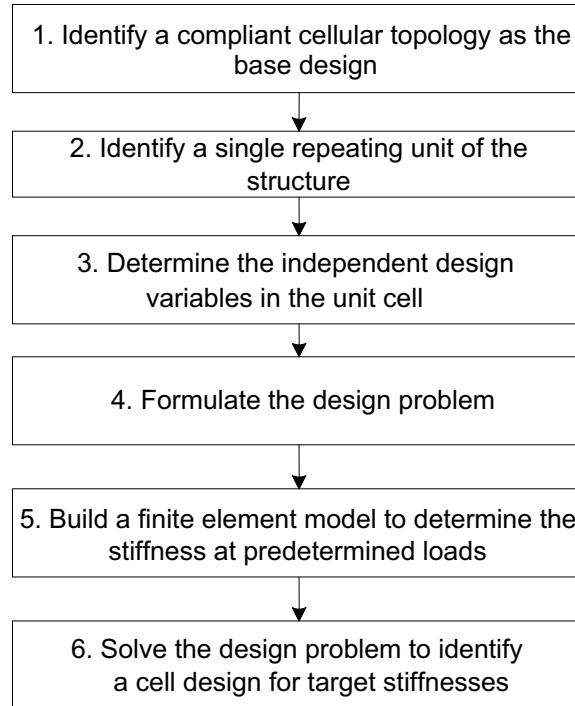 1. Identify a compliant cellular topology as the
base design
2. Identify a single repeating unit of the
structure
3. Determine the independent design
variables in the unit cell
4. Formulate the design problem
5. Build a finite element model to determine the
stiffness at predetermined loads
6. Solve the design problem to identify
a cell design for target stiffnesses